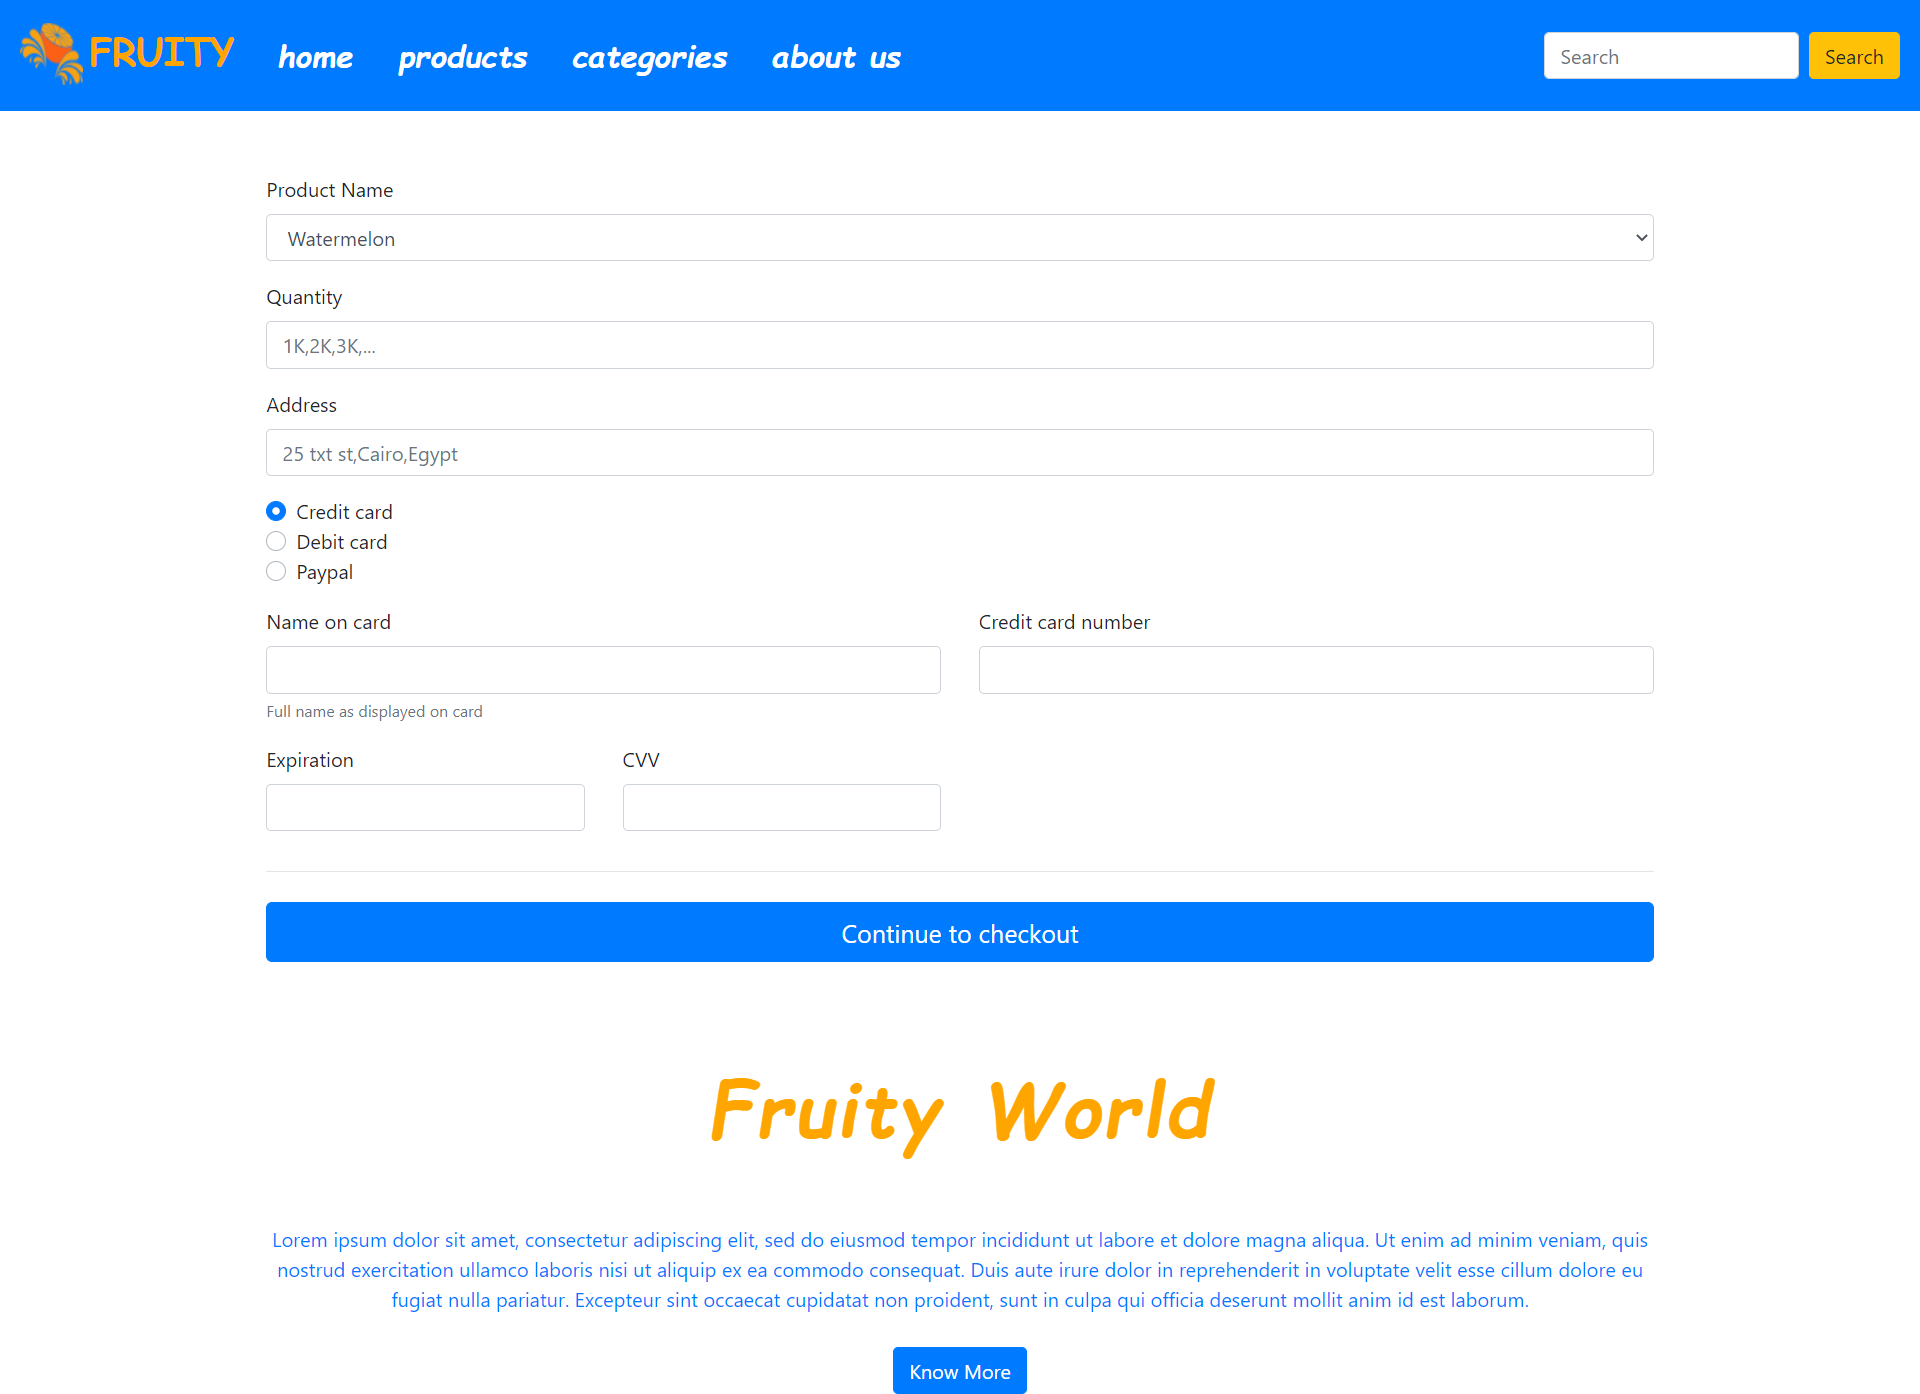 FRUITY home products categories about us Search Search
Product Name
Watermelon
Quantity
1K,2K,3K,...
Address
25 txt st,Cairo,Egypt
Credit card
Debit card
Paypal
Name on card Credit card number
Full name as displayed on card
Expiration CVV
Continue to checkout
Fruity World
Lorem ipsum dolor sit amet, consectetur adipiscing elit, sed do eiusmod tempor incididunt ut labore et dolore magna aliqua. Ut enim ad minim veniam, quis
nostrud exercitation ullamco laboris nisi ut aliquip ex ea commodo consequat. Duis aute irure dolor in reprehenderit in voluptate velit esse cillum dolore eu
fugiat nulla pariatur. Excepteur sint occaecat cupidatat non proident, sunt in culpa qui officia deserunt mollit anim id est laborum.
Know More